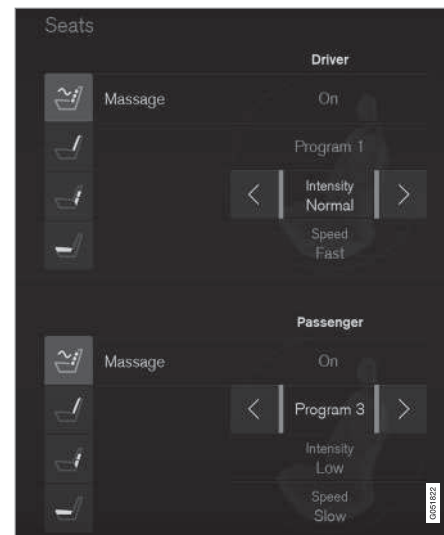 Seats
Driver
Massage On
Program 1
Intensity
Normal
Speed
Fast
Passenger
Massage On
Program 3
Intensity
Low
Speed
Slow
G051822